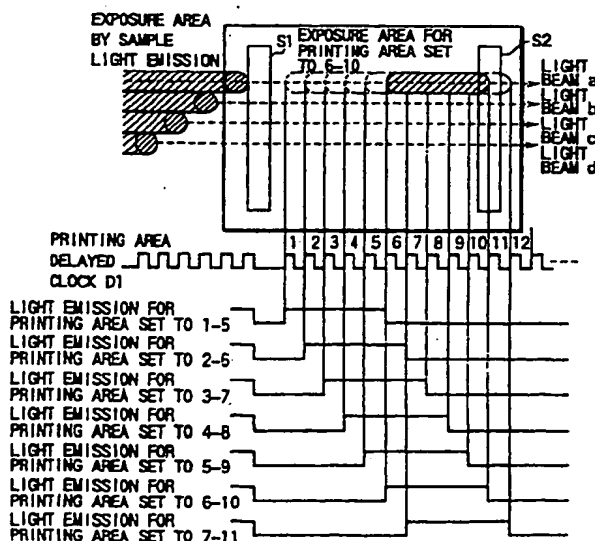 EXPOSURE AREA
BY SAMPLE
LIGHT EMISSION
S1
EXPOSURE AREA FOR
PRINTING AREA SET
TO 6-10
S2
LIGHT
BEAM a
LIGHT
BEAM b
LIGHT
BEAM c
LIGHT
BEAM d
PRINTING AREA
1 2 3 4 5 6 7 8 9 10 11 12
DELAYED
CLOCK D1
LIGHT EMISSION FOR
PRINTING AREA SET TO 1-5
LIGHT EMISSION FOR
PRINTING AREA SET TO 2-6
LIGHT EMISSION FOR
PRINTING AREA SET TO 3-7
LIGHT EMISSION FOR
PRINTING AREA SET TO 4-8
LIGHT EMISSION FOR
PRINTING AREA SET TO 5-9
LIGHT EMISSION FOR
PRINTING AREA SET TO 6-10
LIGHT EMISSION FOR
PRINTING AREA SET TO 7-11